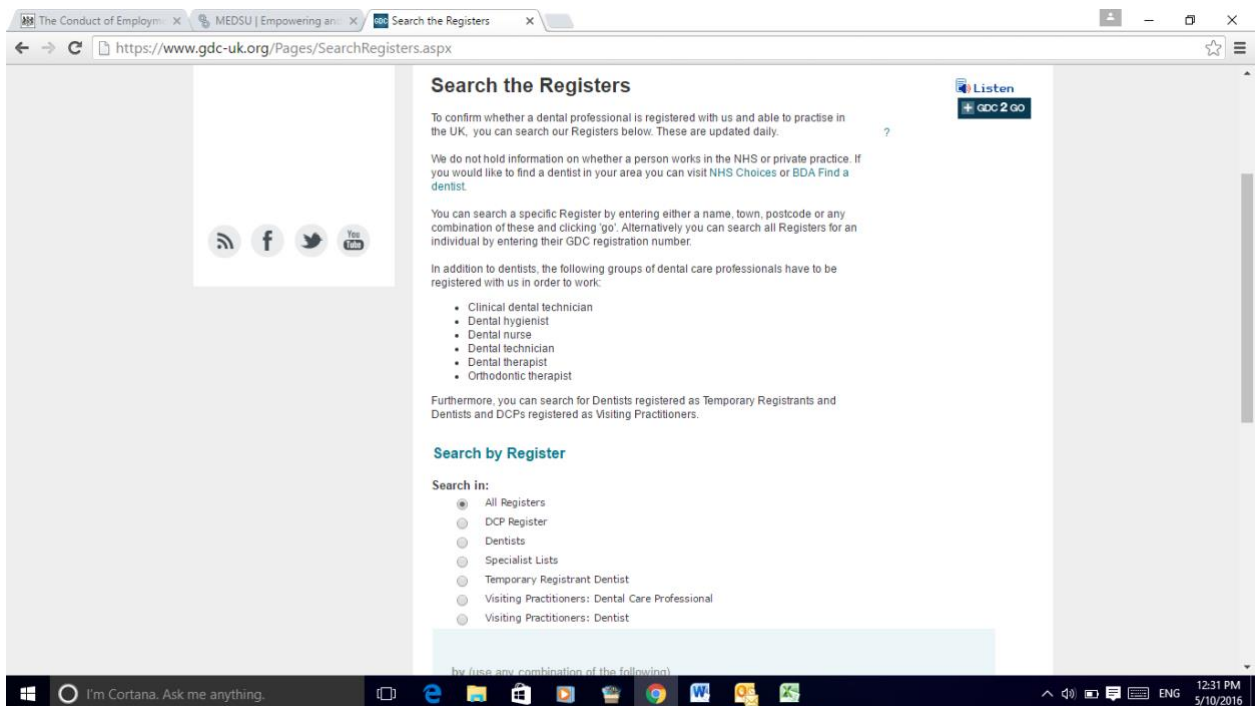 The Conduct of Employm
MEDSU | Empowering and
GDC
Search the Registers
https://www.gdc-uk.org/Pages/SearchRegisters.aspx
Search the Registers
Listen
+ GDC 2 GO
To confirm whether a dental professional is registered with us and able to practise in
the UK, you can search our Registers below. These are updated daily.
?
We do not hold information on whether a person works in the NHS or private practice. If
you would like to find a dentist in your area you can visit NHS Choices or BDA Find a
dentist.
You can search a specific Register by entering either a name, town, postcode or any
combination of these and clicking 'go'. Alternatively you can search all Registers for an
individual by entering their GDC registration number.
You Tube
In addition to dentists, the following groups of dental care professionals have to be
registered with us in order to work:
• Clinical dental technician
• Dental hygienist
• Dental nurse
• Dental technician
• Dental therapist
• Orthodontic therapist
Furthermore, you can search for Dentists registered as Temporary Registrants and
Dentists and DCPs registered as Visiting Practitioners.
Search by Register
Search in:
All Registers
DCP Register
Dentists
Specialist Lists
Temporary Registrant Dentist
Visiting Practitioners: Dental Care Professional
Visiting Practitioners: Dentist
by (use any combination of the following)
I'm Cortana. Ask me anything.
ENG
12:31 PM
5/10/2016